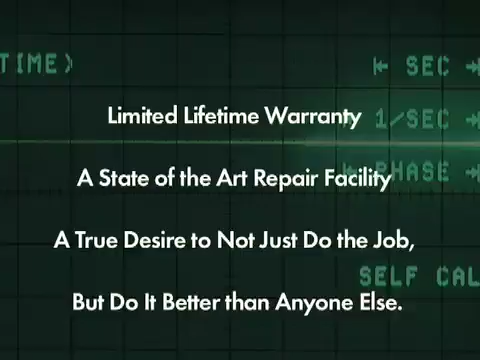 TIME)
⇤ SEC →
Limited Lifetime Warranty
1/SEC →
PHASE →
A State of the Art Repair Facility
A True Desire to Not Just Do the Job,
SELF CAL
But Do It Better than Anyone Else.